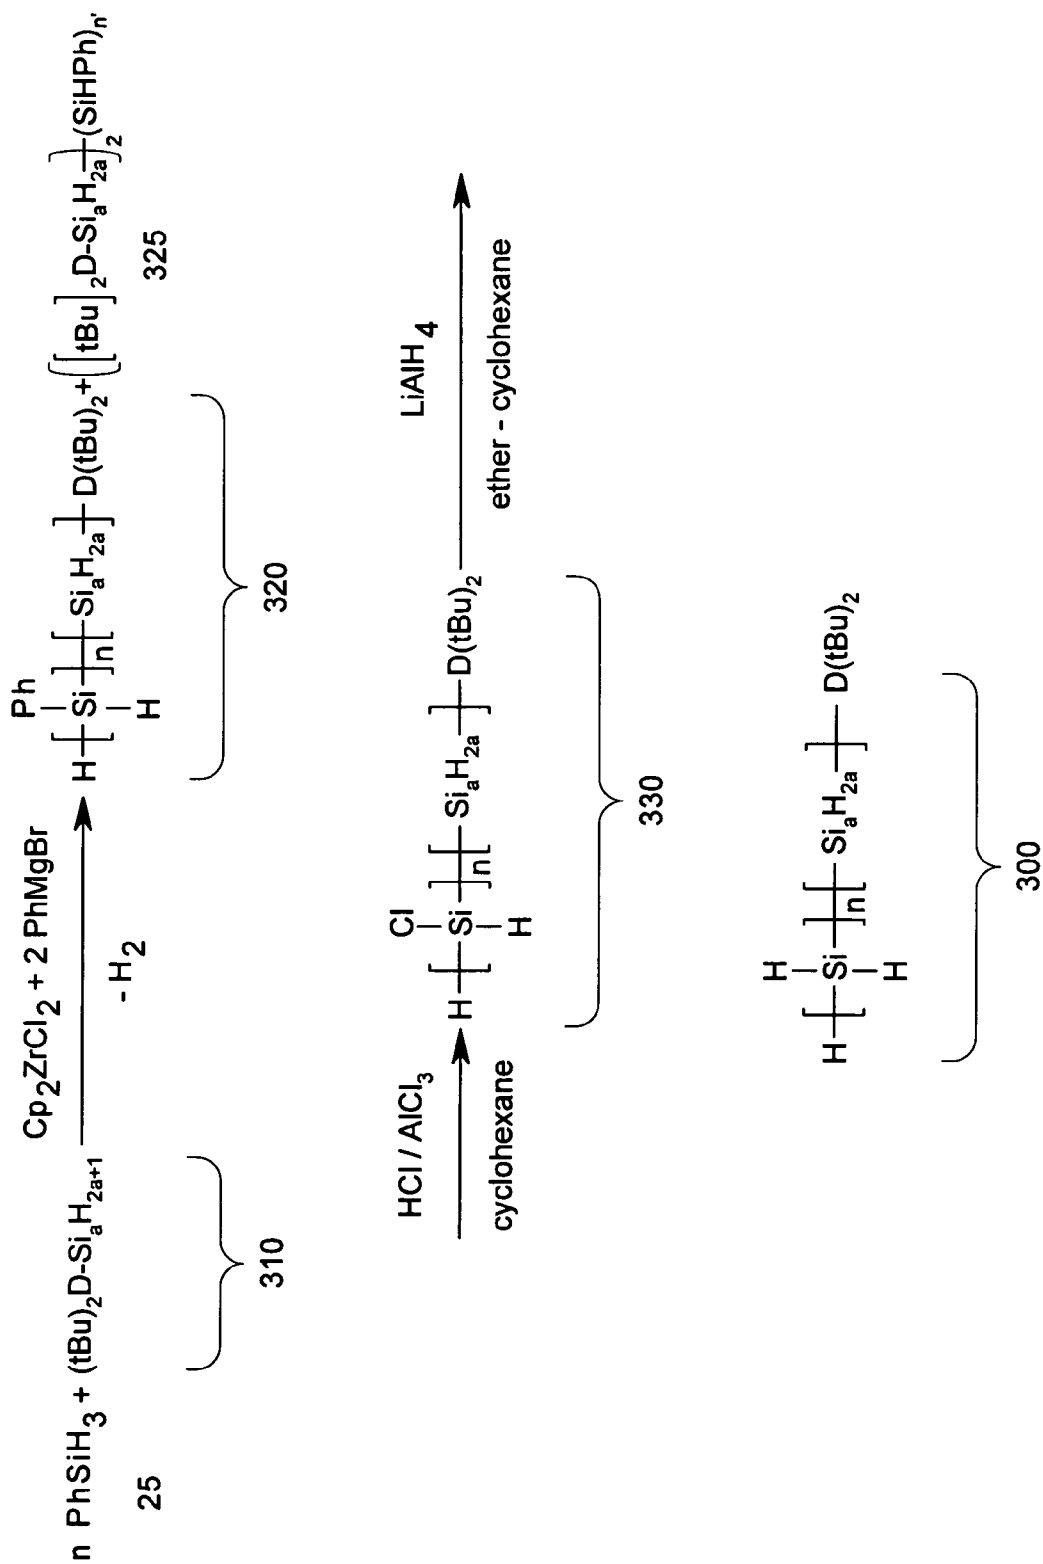 n PhSiH3 + (tBu)2D-SiaH2a+1
25
310
Cp2ZrCl2 + 2 PhMgBr
- H2
Ph
H[Si]n[SiaH2a]D(tBu)2 + ([tBu]2D-SiaH2a)2(SiHPh)n'
H
320
325
HCl / AlCl3
cyclohexane
Cl
H[Si]n[SiaH2a]D(tBu)2
H
330
LiAlH4
ether - cyclohexane
H
H[Si]n[SiaH2a]D(tBu)2
H
300